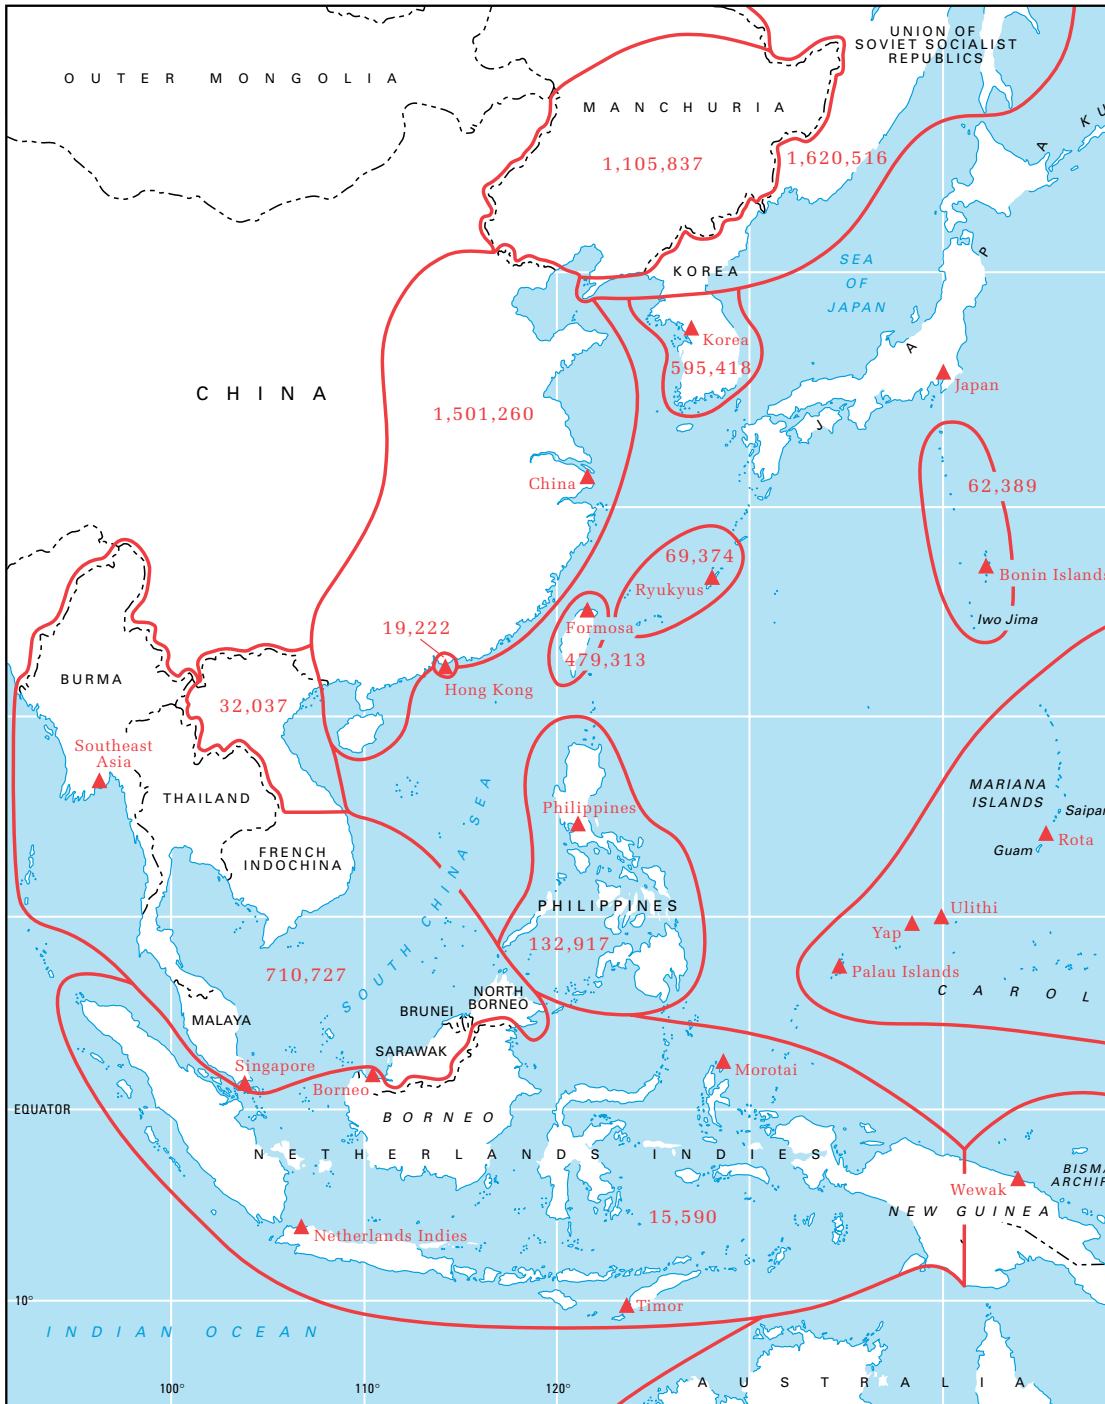 UNION OF
SOVIET SOCIALIST
REPUBLICS
OUTER MONGOLIA
MANCHURIA
1,105,837
1,620,516
KU
JAPA
SEA
OF
JAPAN
KOREA
Korea
595,418
Japan
CHINA
1,501,260
China
62,389
Bonin Islands
Iwo Jima
69,374
Ryukyus
Formosa
479,313
19,222
Hong Kong
BURMA
32,037
Southeast
Asia
THAILAND
FRENCH
INDOCHINA
SOUTH CHINA SEA
Philippines
PHILIPPINES
132,917
MARIANA
ISLANDS
Saipan
Rota
Guam
Ulithi
Yap
Palau Islands
CAROL
710,727
NORTH
BORNEO
BRUNEI
MALAYA
SARAWAK
Singapore
Borneo
Morotai
EQUATOR
BORNEO
NETHERLANDS INDIES
BISMA
ARCHIP
Wewak
NEW GUINEA
15,590
Netherlands Indies
Timor
10°
INDIAN OCEAN
AUSTRALIA
100°
110°
120°